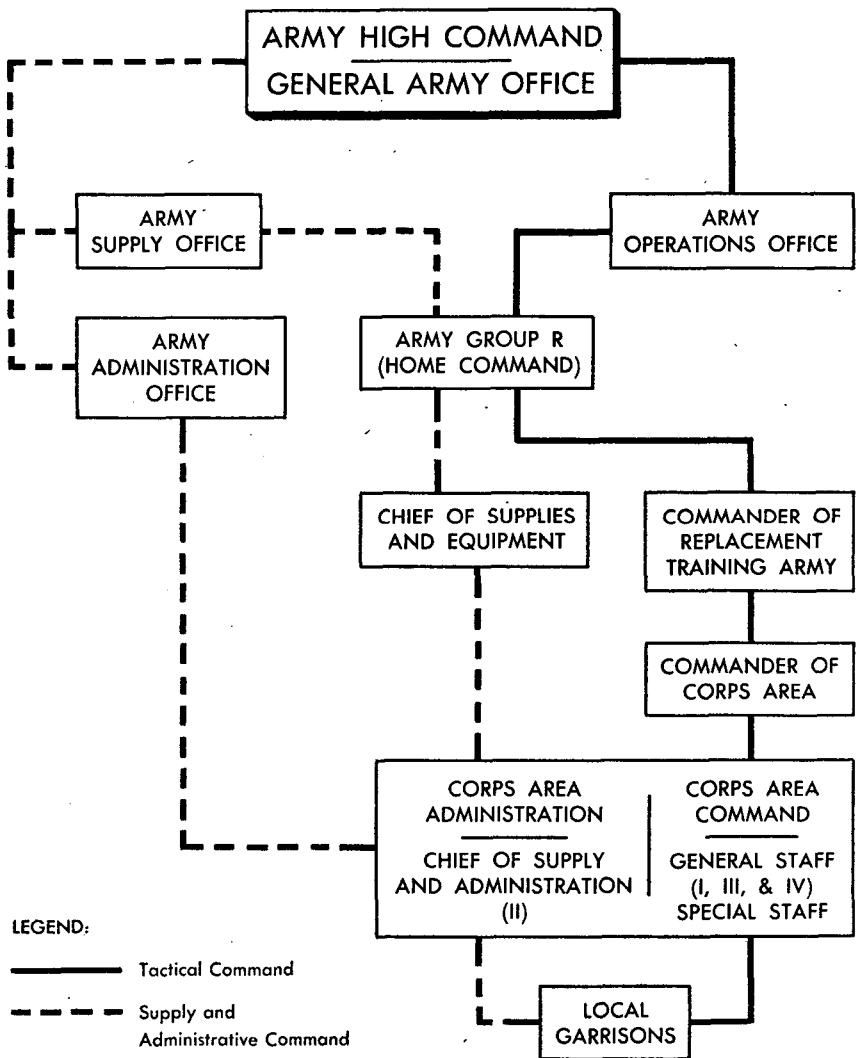 ARMY HIGH COMMAND
GENERAL ARMY OFFICE
ARMY
SUPPLY OFFICE
ARMY
OPERATIONS OFFICE
ARMY
ADMINISTRATION
OFFICE
ARMY GROUP R
(HOME COMMAND)
CHIEF OF SUPPLIES
AND EQUIPMENT
COMMANDER OF
REPLACEMENT
TRAINING ARMY
COMMANDER OF
CORPS AREA
CORPS AREA
ADMINISTRATION
CHIEF OF SUPPLY
AND ADMINISTRATION
(II)
CORPS AREA
COMMAND
GENERAL STAFF
(I, III, & IV)
SPECIAL STAFF
LOCAL
GARRISONS
LEGEND:
Tactical Command
Supply and
Administrative Command